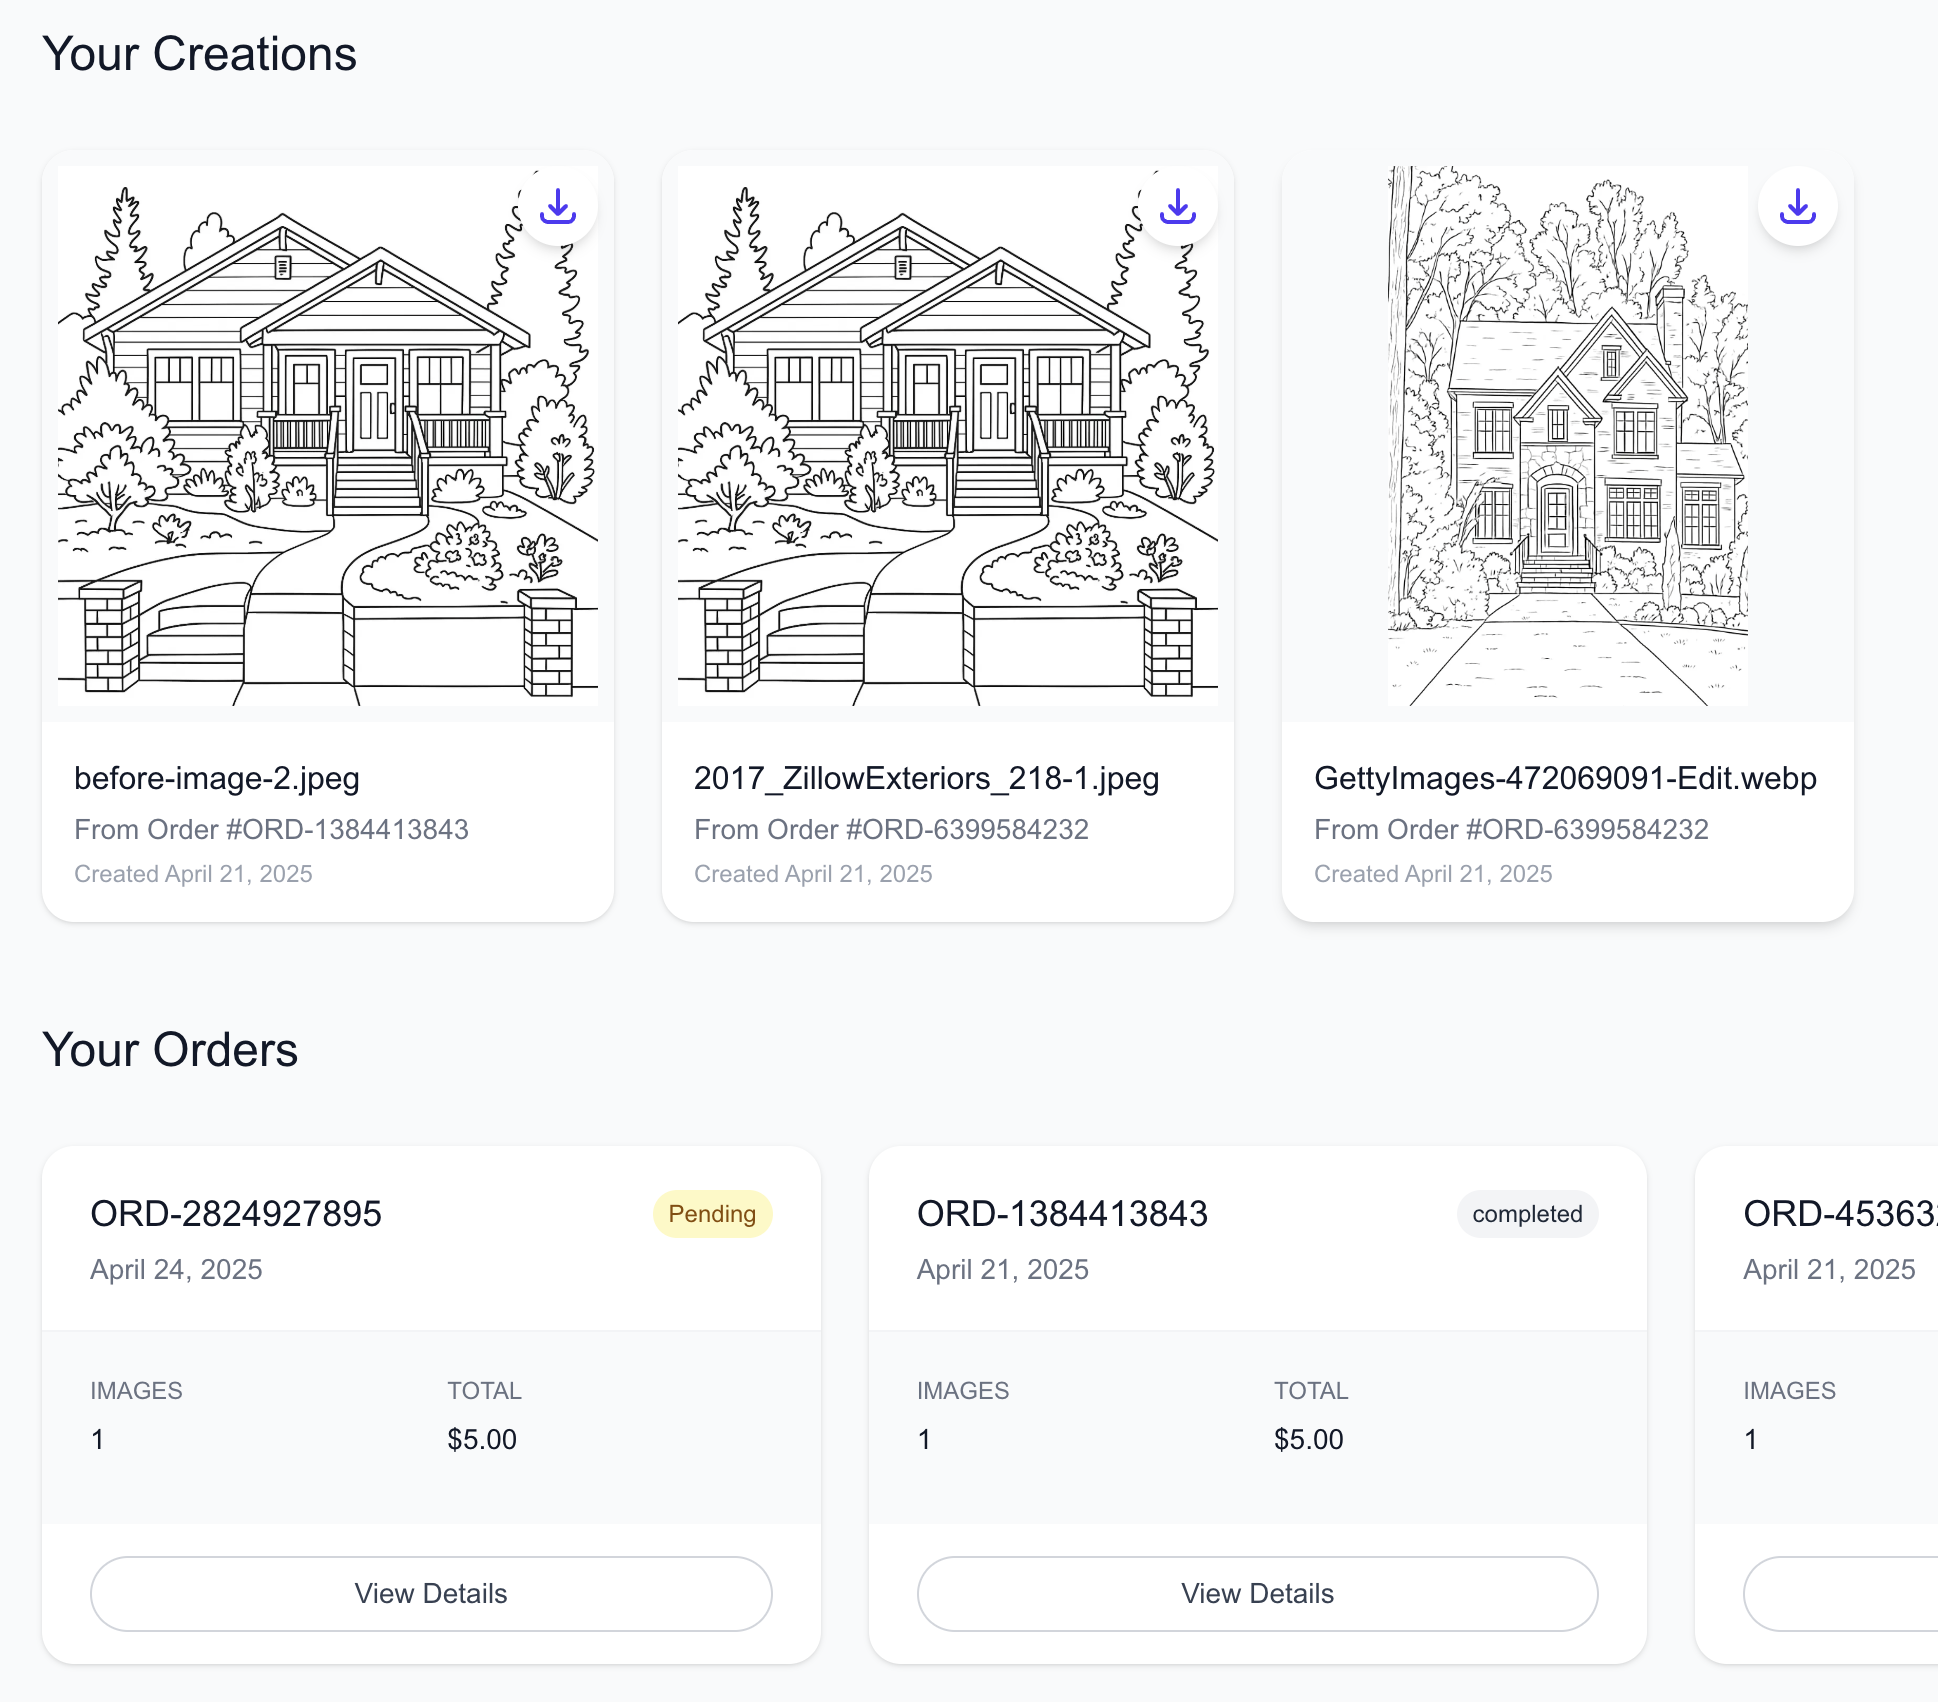 Your Creations
before-image-2.jpeg
From Order #ORD-1384413843
Created April 21, 2025
2017_ZillowExteriors_218-1.jpeg
From Order #ORD-6399584232
Created April 21, 2025
GettyImages-472069091-Edit.webp
From Order #ORD-6399584232
Created April 21, 2025
Your Orders
ORD-2824927895
Pending
April 24, 2025
IMAGES
TOTAL
1
$5.00
View Details
ORD-1384413843
completed
April 21, 2025
IMAGES
TOTAL
1
$5.00
View Details
ORD-45363
April 21, 2025
IMAGES
1